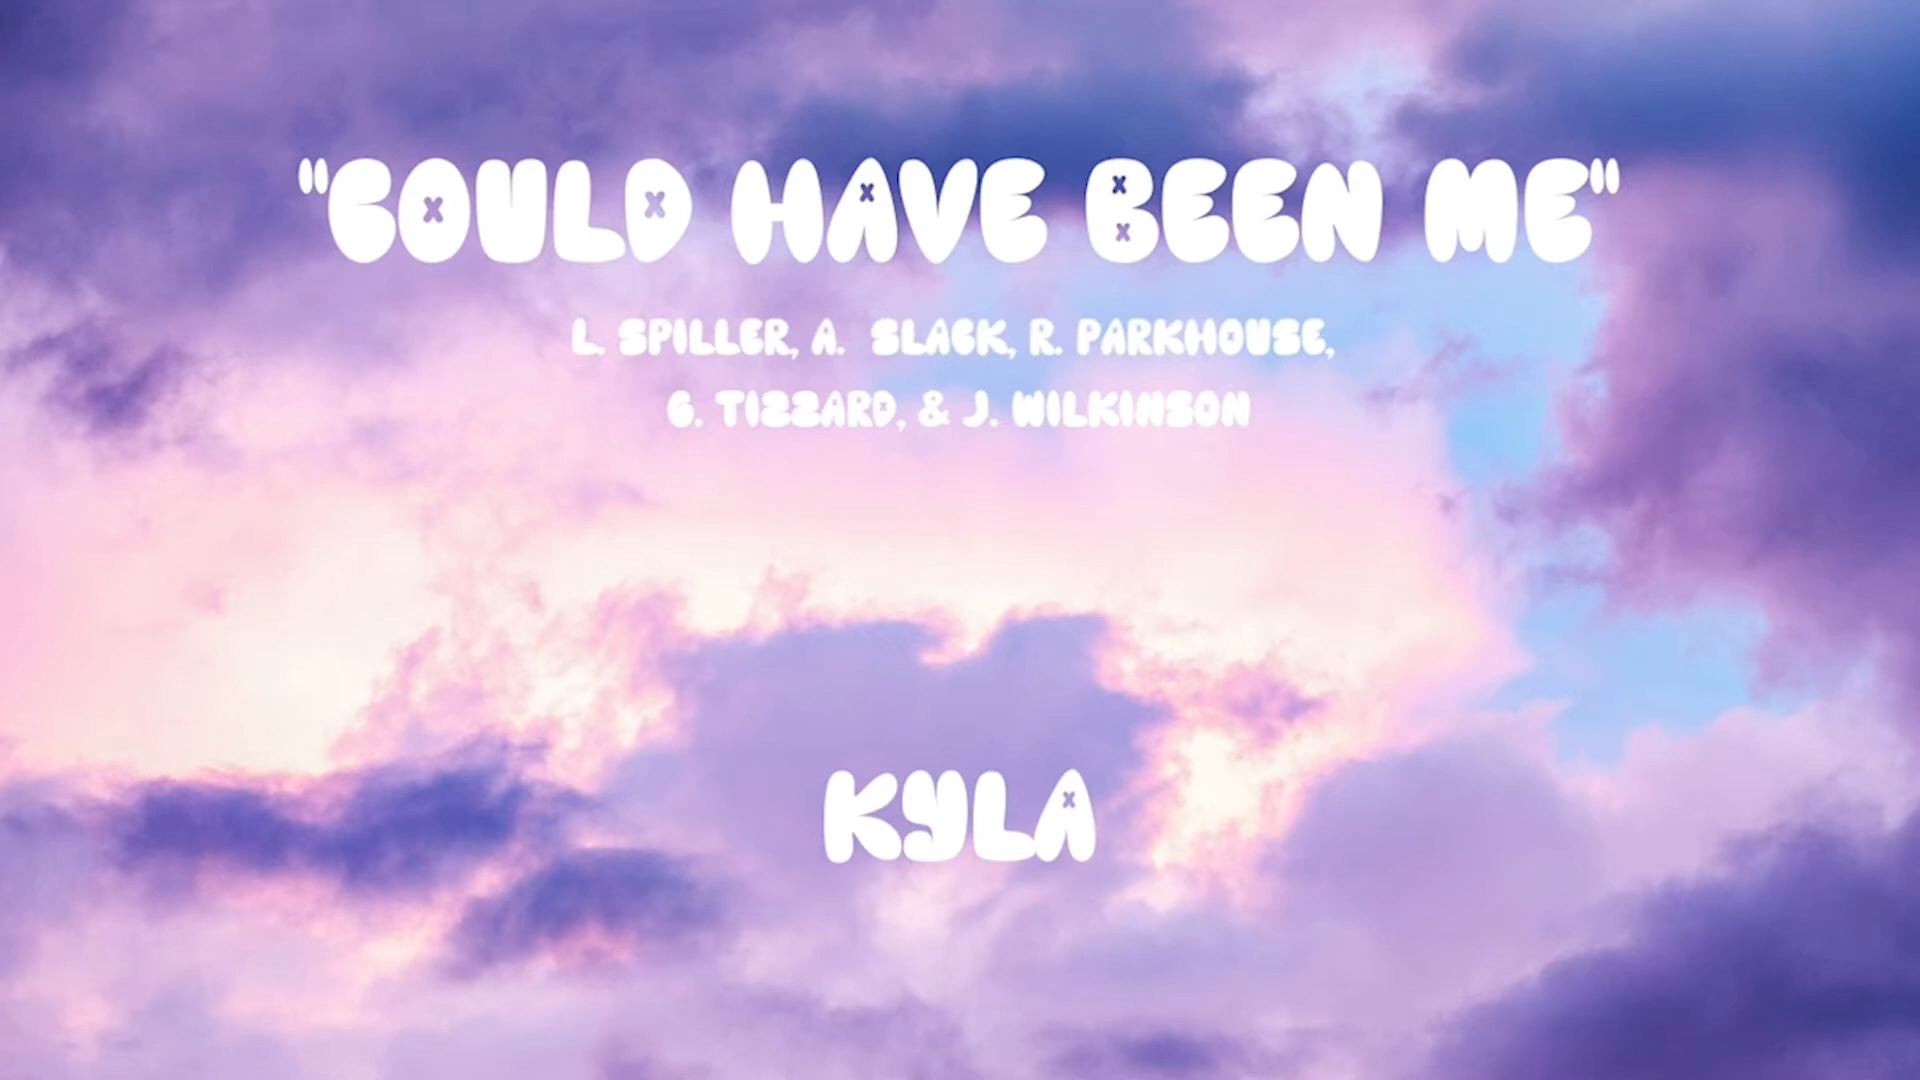 "COULD HAVE BEEN ME"
L. SPILLER, A. SLACK, R. PARKHOUSE,
G. TIZZARD, & J. WILKINSON
KYLA